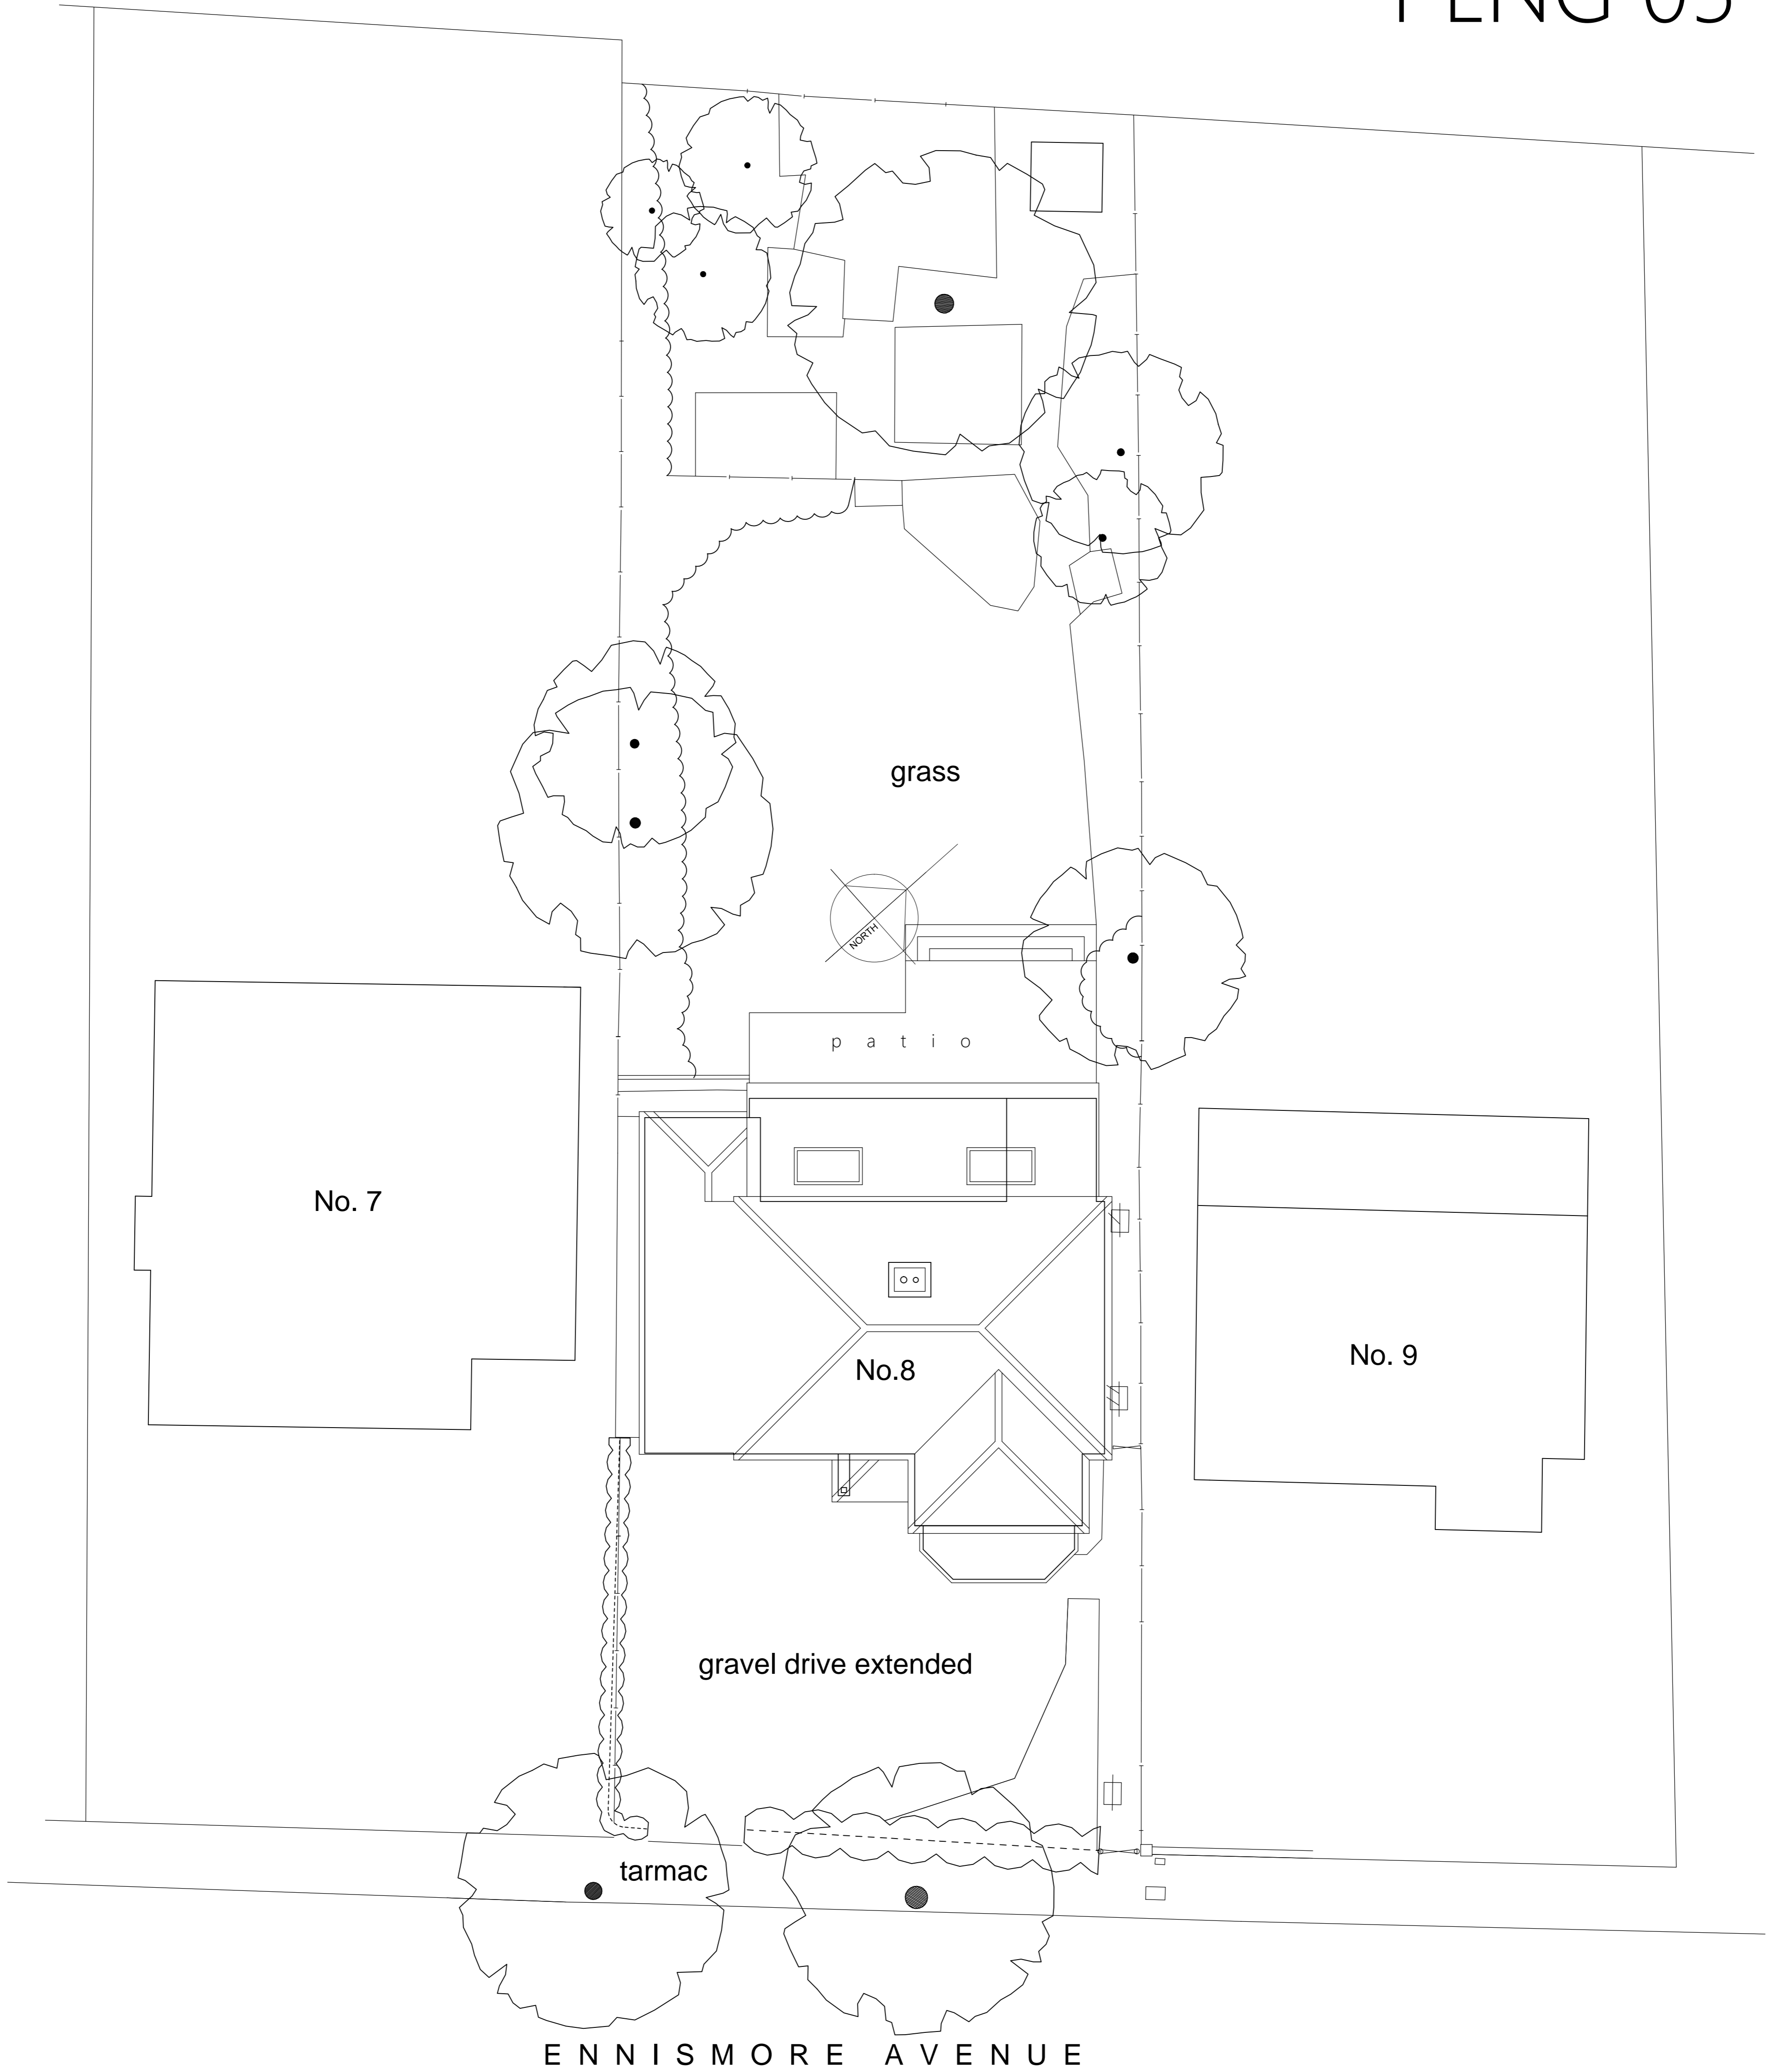 grass
NORTH
patio
No. 7
No. 9
No.8
gravel drive extended
tarmac
ENNISMORE AVENUE